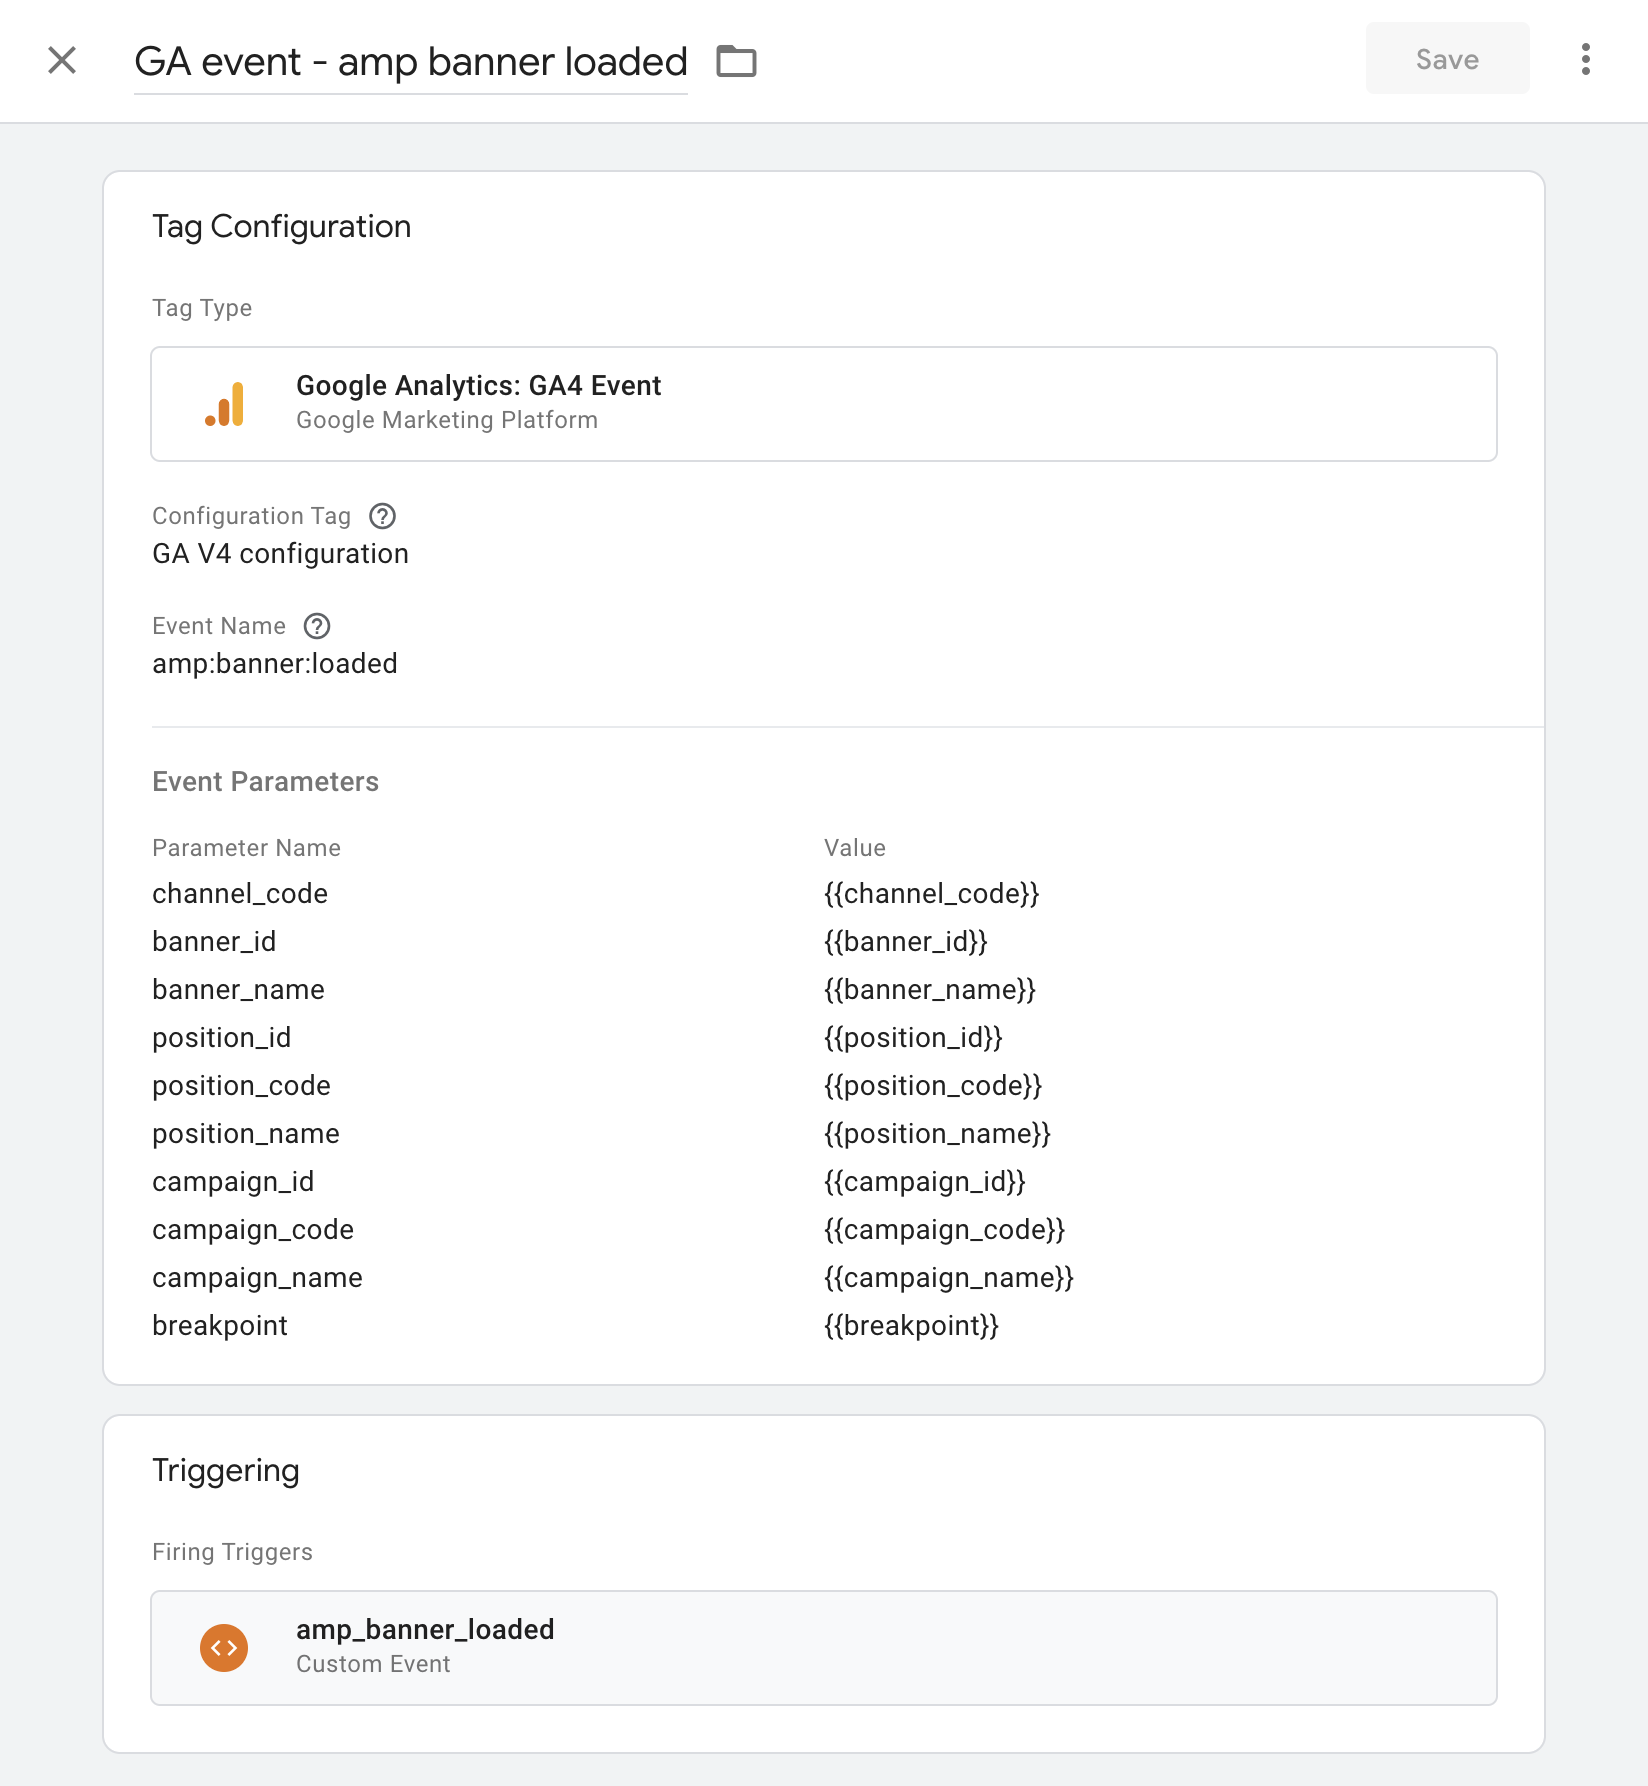 GA event - amp banner loaded
Save
Tag Configuration
Tag Type
Google Analytics: GA4 Event
Google Marketing Platform
Configuration Tag
GA V4 configuration
Event Name
amp:banner:loaded
Event Parameters
Parameter Name Value
channel_code {{channel_code}}
banner_id {{banner_id}}
banner_name {{banner_name}}
position_id {{position_id}}
position_code {{position_code}}
position_name {{position_name}}
campaign_id {{campaign_id}}
campaign_code {{campaign_code}}
campaign_name {{campaign_name}}
breakpoint {{breakpoint}}
Triggering
Firing Triggers
amp_banner_loaded
Custom Event